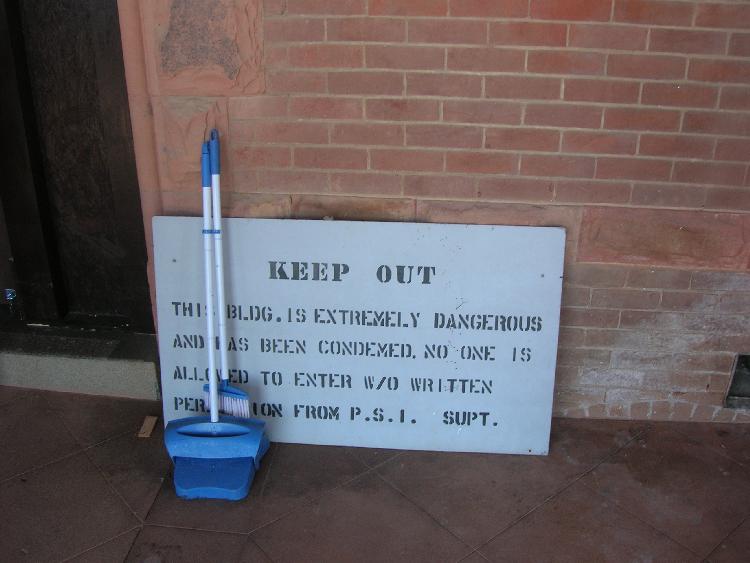 KEEP OUT
THIS BLDG. IS EXTREMELY DANGEROUS
AND HAS BEEN CONDEMED. NO ONE IS
ALLOWED TO ENTER W/O WRITTEN
PERMISSION FROM P.S.I. SUPT.